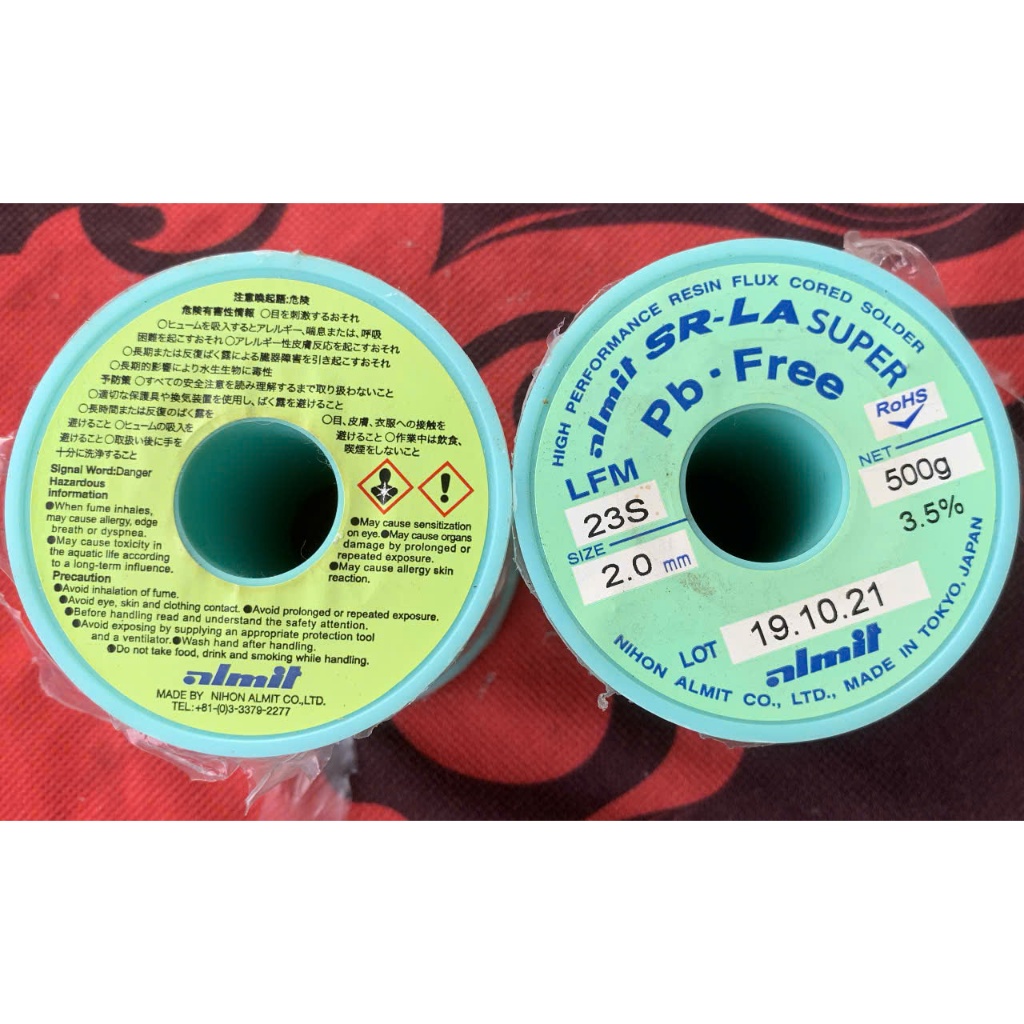 注意喚起語:危険
危険有害性情報 ○目を刺激するおそれ
○ヒュームを吸入するとアレルギー、喘息または、呼吸
困難を起こすおそれ○アレルギー性皮膚反応を起こすおそれ
○長期または反復ばく露による臓器障害を引き起こすおそれ
○長期的影響により水生生物に毒性
予防策 ○すべての安全注意を読み理解するまで取り扱わないこと
○適切な保護具や換気装置を使用し、ばく露を避けること
○長時間または反復のばく露を
避けること○ヒュームの吸入を
避けること○取扱い後に手を
十分に洗浄すること
○目、皮膚、衣服への接触を
避けること ○作業中は飲食、
喫煙をしないこと
Signal Word:Danger
Hazardous
information
●When fume inhales,
may cause allergy, edge
breath or dyspnea.
●May cause toxicity in
the aquatic life according
to a long-term influence.
●May cause sensitization
on eye.●May cause organs
damage by prolonged or
repeated exposure.
●May cause allergy skin
reaction.
Precaution
●Avoid inhalation of fume.
●Avoid eye, skin and clothing contact. ●Avoid prolonged or repeated exposure.
●Before handling read and understand the safety attention.
●Avoid exposing by supplying an appropriate protection tool
and a ventilator.●Wash hand after handling.
●Do not take food, drink and smoking while handling.
almit
MADE BY NIHON ALMIT CO.,LTD.
TEL:+81-(0)3-3379-2277
HIGH PERFORMANCE RESIN FLUX CORED SOLDER
almit SR-LA SUPER
Pb・Free
RoHS
LFM
23S
SIZE
2.0 mm
NET
500g
3.5%
LOT 19.10.21
almit
NIHON ALMIT CO., LTD., MADE IN TOKYO, JAPAN